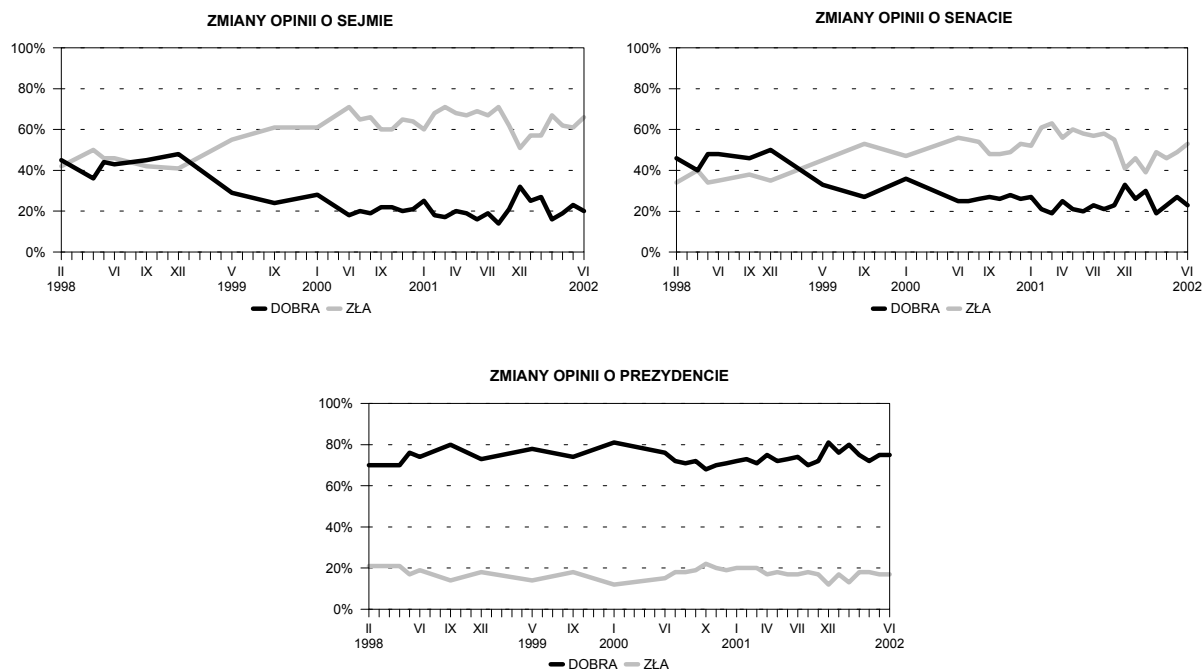 ZMIANY OPINII O SEJMIE
100%
80%
60%
40%
20%
0%
II VI IX XII V IX I VI IX I IV VII XII VI
1998 1999 2000 2001 2002
DOBRA ZŁA
ZMIANY OPINII O SENACIE
100%
80%
60%
40%
20%
0%
II VI IX XII V IX I VI IX I IV VII XII VI
1998 1999 2000 2001 2002
DOBRA ZŁA
ZMIANY OPINII O PREZYDENCIE
100%
80%
60%
40%
20%
0%
II VI IX XII V IX I VI X I IV VII XII VI
1998 1999 2000 2001 2002
DOBRA ZŁA